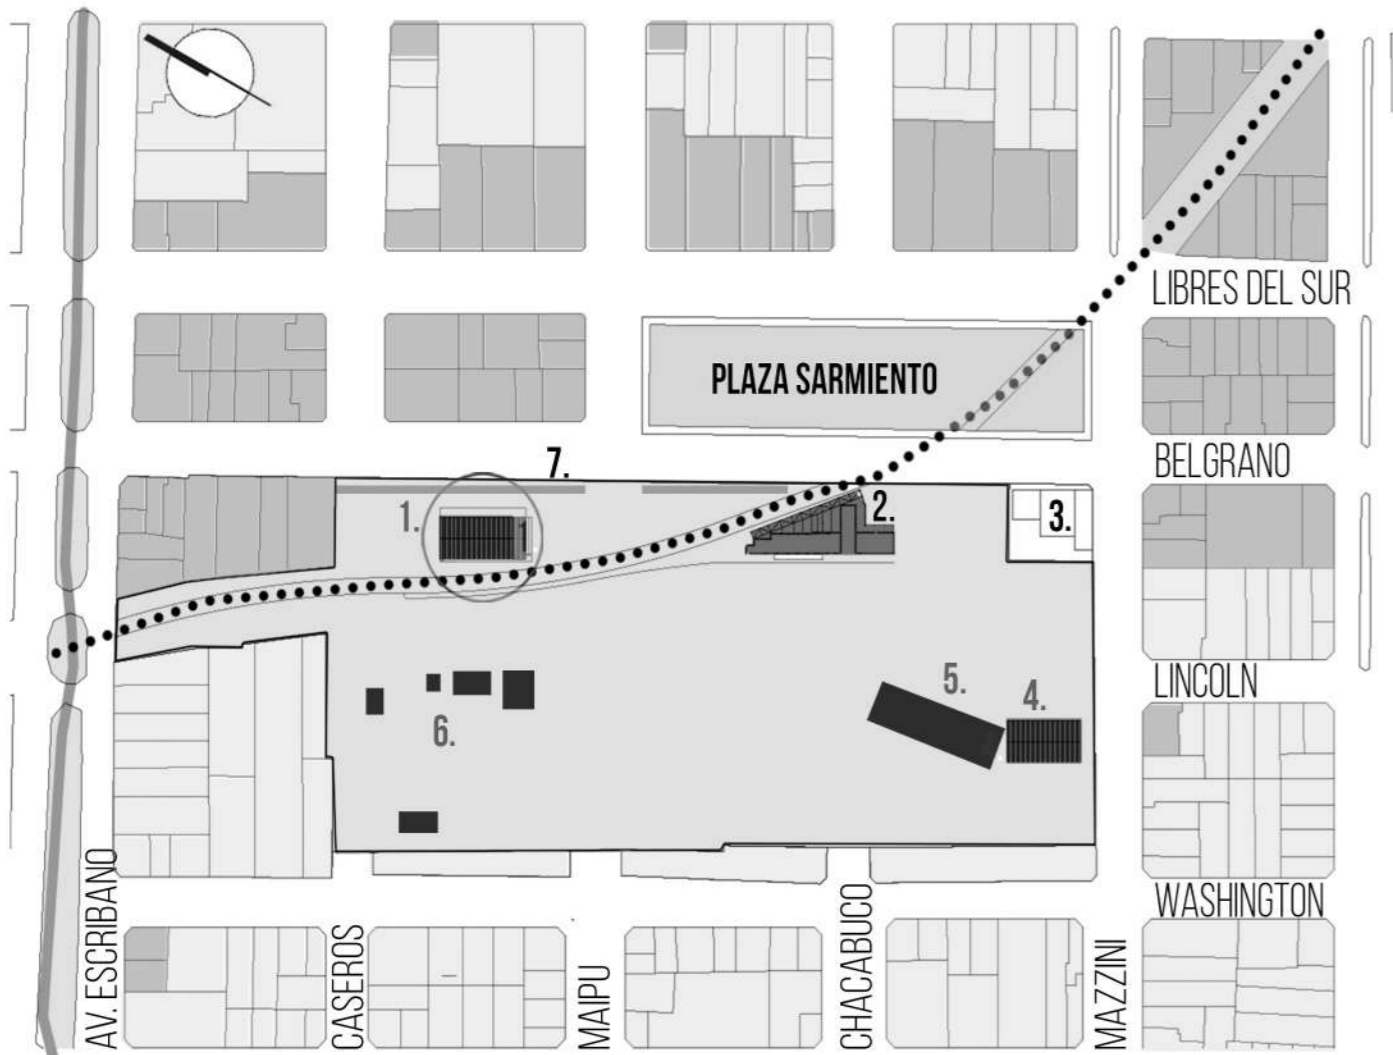 LIBRES DEL SUR
PLAZA SARMIENTO
BELGRANO
7.
1.
2.
3.
1
5.
4.
6.
LINCOLN
WASHINGTON
AV. ESCRIBANO
CASEROS
MAIPU
CHACABUCO
MAZZINI